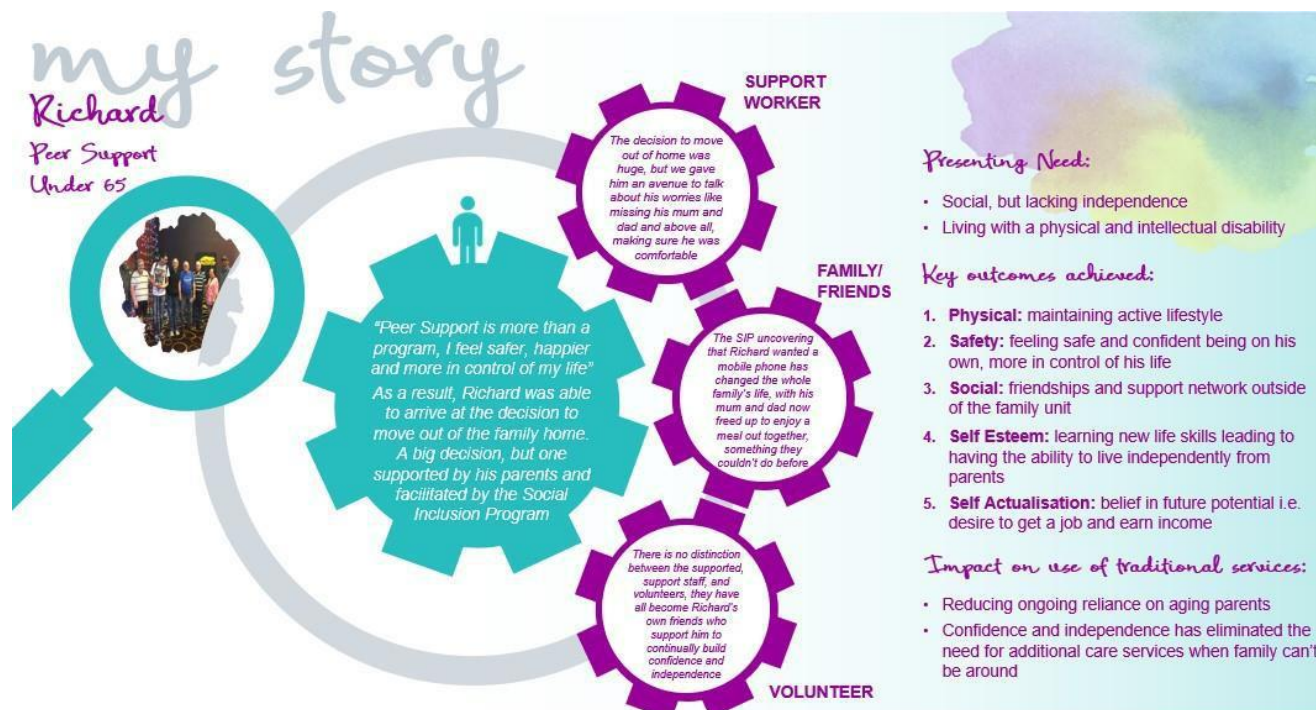 my story
Richard
Peer Support
Under 65
"Peer Support is more than a
program, I feel safer, happier
and more in control of my life"
As a result, Richard was able
to arrive at the decision to
move out of the family home.
A big decision, but one
supported by his parents and
facilitated by the Social
Inclusion Program
SUPPORT
WORKER
The decision to move
out of home was
huge, but we gave
him an avenue to talk
about his worries like
missing his mum and
dad and above all,
making sure he was
comfortable
FAMILY/
FRIENDS
The SIP uncovering
that Richard wanted a
mobile phone has
changed the whole
family's life, with his
mum and dad now
freed up to enjoy a
meal out together,
something they
couldn't do before
There is no distinction
between the supported,
support staff, and
volunteers, they have
all become Richard's
own friends who
support him to
continually build
confidence and
independence
VOLUNTEER
Presenting Need:
• Social, but lacking independence
• Living with a physical and intellectual disability
Key outcomes achieved:
1. Physical: maintaining active lifestyle
2. Safety: feeling safe and confident being on his
own, more in control of his life
3. Social: friendships and support network outside
of the family unit
4. Self Esteem: learning new life skills leading to
having the ability to live independently from
parents
5. Self Actualisation: belief in future potential i.e.
desire to get a job and earn income
Impact on use of traditional services:
• Reducing ongoing reliance on aging parents
• Confidence and independence has eliminated the
need for additional care services when family can't
be around